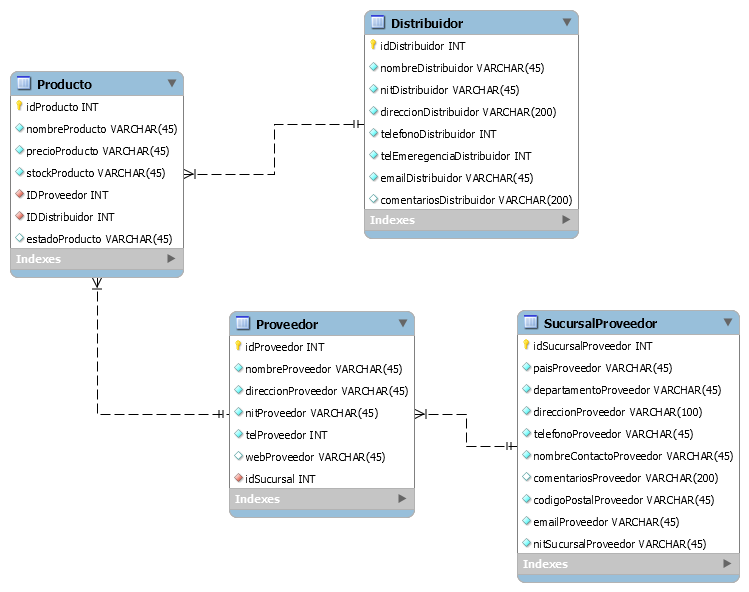 Distribuidor
idDistribuidor INT
nombreDistribuidor VARCHAR(45)
nitDistribuidor VARCHAR(45)
direccionDistribuidor VARCHAR(200)
telefonoDistribuidor INT
telEmeregenciaDistribuidor INT
emailDistribuidor VARCHAR(45)
comentariosDistribuidor VARCHAR(200)
Indexes
Producto
idProducto INT
nombreProducto VARCHAR(45)
precioProducto VARCHAR(45)
stockProducto VARCHAR(45)
IDProveedor INT
IDDistribuidor INT
estadoProducto VARCHAR(45)
Indexes
Proveedor
idProveedor INT
nombreProveedor VARCHAR(45)
direccionProveedor VARCHAR(45)
nitProveedor VARCHAR(45)
telProveedor INT
webProveedor VARCHAR(45)
idSucursal INT
Indexes
SucursalProveedor
idSucursalProveedor INT
paisProveedor VARCHAR(45)
departamentoProveedor VARCHAR(45)
direccionProveedor VARCHAR(100)
telefonoProveedor VARCHAR(45)
nombreContactoProveedor VARCHAR(45)
comentariosProveedor VARCHAR(200)
codigoPostalProveedor VARCHAR(45)
emailProveedor VARCHAR(45)
nitSucursalProveedor VARCHAR(45)
Indexes